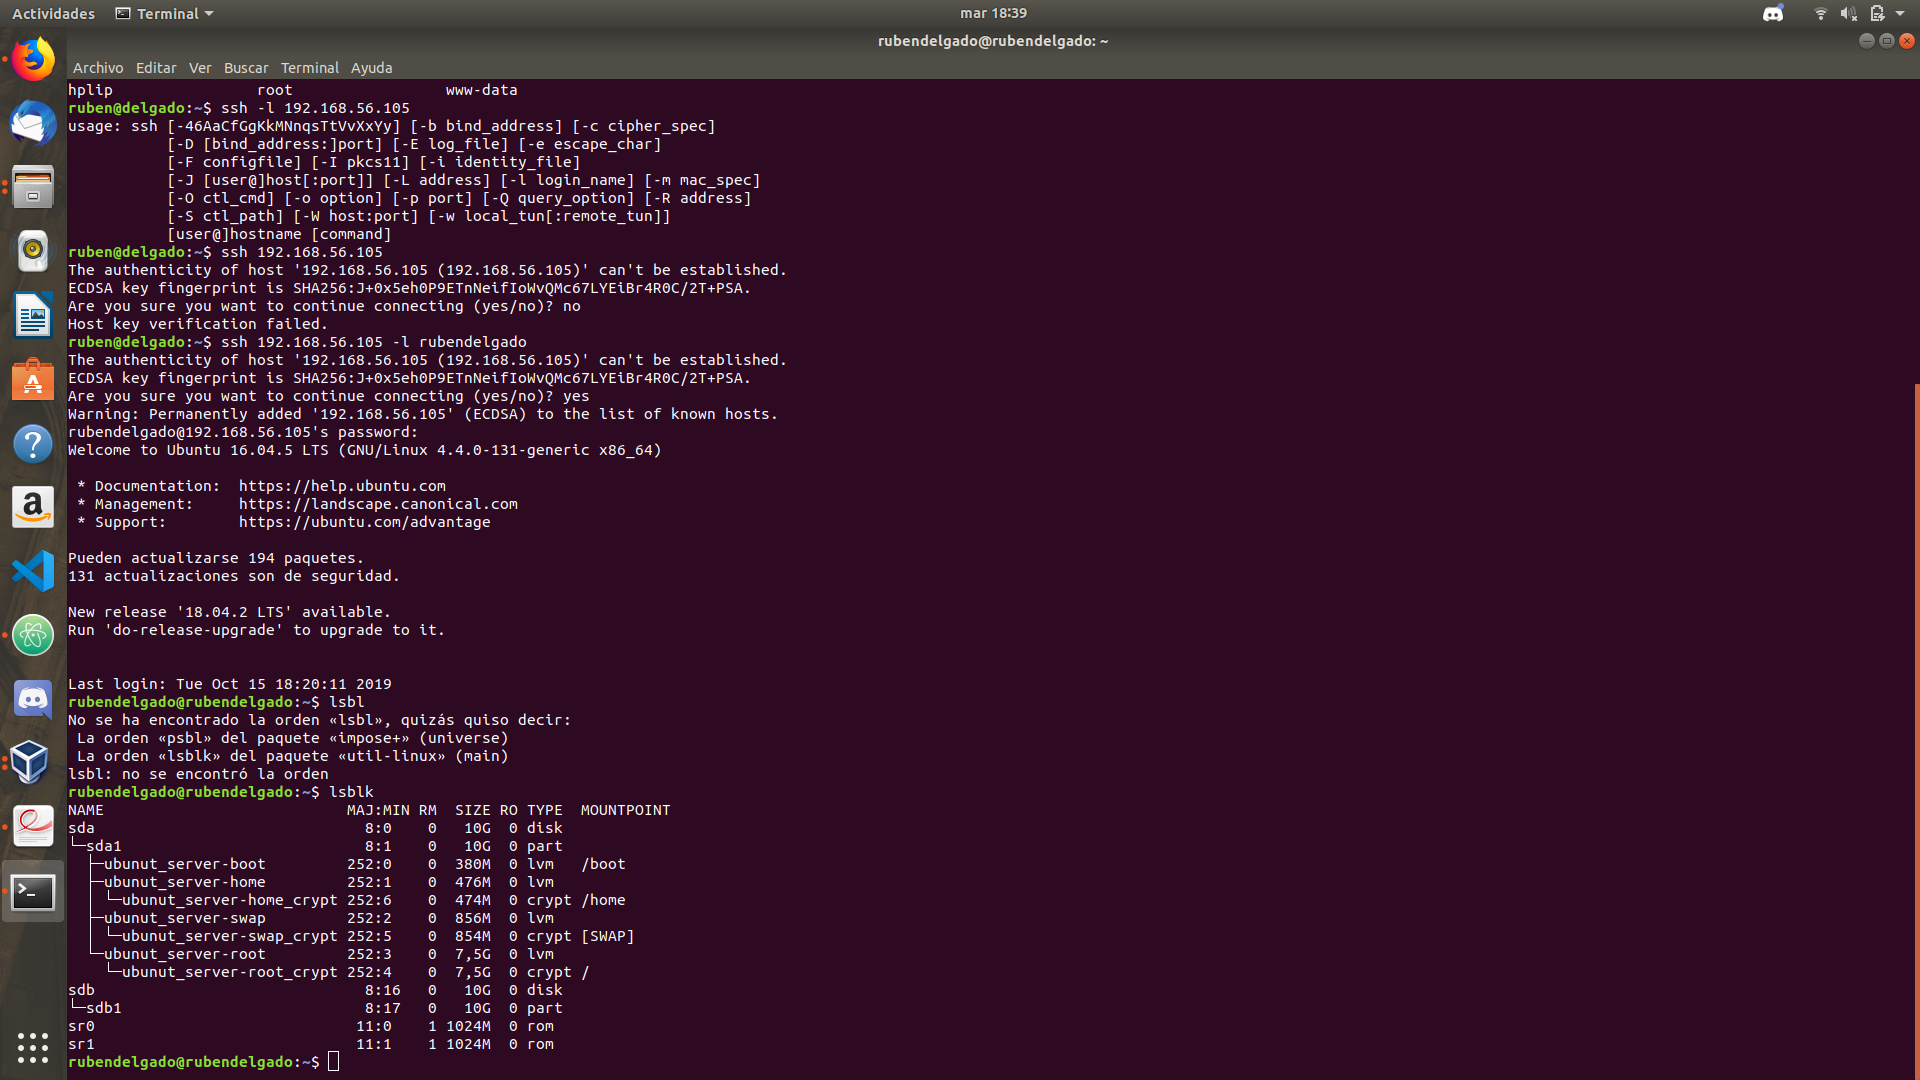 Actividades Terminal mar 18:39
rubendelgado@rubendelgado: ~
Archivo Editar Ver Buscar Terminal Ayuda
hplip                root                 www-data
ruben@delgado:~$ ssh -l 192.168.56.105
usage: ssh [-46AaCfGgKkMNnqsTtVvXxYy] [-b bind_address] [-c cipher_spec]
           [-D [bind_address:]port] [-E log_file] [-e escape_char]
           [-F configfile] [-I pkcs11] [-i identity_file]
           [-J [user@]host[:port]] [-L address] [-l login_name] [-m mac_spec]
           [-O ctl_cmd] [-o option] [-p port] [-Q query_option] [-R address]
           [-S ctl_path] [-W host:port] [-w local_tun[:remote_tun]]
           [user@]hostname [command]
ruben@delgado:~$ ssh 192.168.56.105
The authenticity of host '192.168.56.105 (192.168.56.105)' can't be established.
ECDSA key fingerprint is SHA256:J+0x5eh0P9ETnNeifIoWvQMc67LYEiBr4R0C/2T+PSA.
Are you sure you want to continue connecting (yes/no)? no
Host key verification failed.
ruben@delgado:~$ ssh 192.168.56.105 -l rubendelgado
The authenticity of host '192.168.56.105 (192.168.56.105)' can't be established.
ECDSA key fingerprint is SHA256:J+0x5eh0P9ETnNeifIoWvQMc67LYEiBr4R0C/2T+PSA.
Are you sure you want to continue connecting (yes/no)? yes
Warning: Permanently added '192.168.56.105' (ECDSA) to the list of known hosts.
rubendelgado@192.168.56.105's password:
Welcome to Ubuntu 16.04.5 LTS (GNU/Linux 4.4.0-131-generic x86_64)
 * Documentation:  https://help.ubuntu.com
 * Management:     https://landscape.canonical.com
 * Support:        https://ubuntu.com/advantage
Pueden actualizarse 194 paquetes.
131 actualizaciones son de seguridad.
New release '18.04.2 LTS' available.
Run 'do-release-upgrade' to upgrade to it.
Last login: Tue Oct 15 18:20:11 2019
rubendelgado@rubendelgado:~$ lsbl
No se ha encontrado la orden «lsbl», quizás quiso decir:
 La orden «psbl» del paquete «impose+» (universe)
 La orden «lsblk» del paquete «util-linux» (main)
lsbl: no se encontró la orden
rubendelgado@rubendelgado:~$ lsblk
NAME                           MAJ:MIN RM  SIZE RO TYPE  MOUNTPOINT
sda                              8:0    0   10G  0 disk
└─sda1                           8:1    0   10G  0 part
  ├─ubunut_server-boot         252:0    0  380M  0 lvm   /boot
  ├─ubunut_server-home         252:1    0  476M  0 lvm
  │ └─ubunut_server-home_crypt 252:6    0  474M  0 crypt /home
  ├─ubunut_server-swap         252:2    0  856M  0 lvm
  │ └─ubunut_server-swap_crypt 252:5    0  854M  0 crypt [SWAP]
  └─ubunut_server-root         252:3    0  7,5G  0 lvm
    └─ubunut_server-root_crypt 252:4    0  7,5G  0 crypt /
sdb                              8:16   0   10G  0 disk
└─sdb1                           8:17   0   10G  0 part
sr0                             11:0    1 1024M  0 rom
sr1                             11:1    1 1024M  0 rom
rubendelgado@rubendelgado:~$